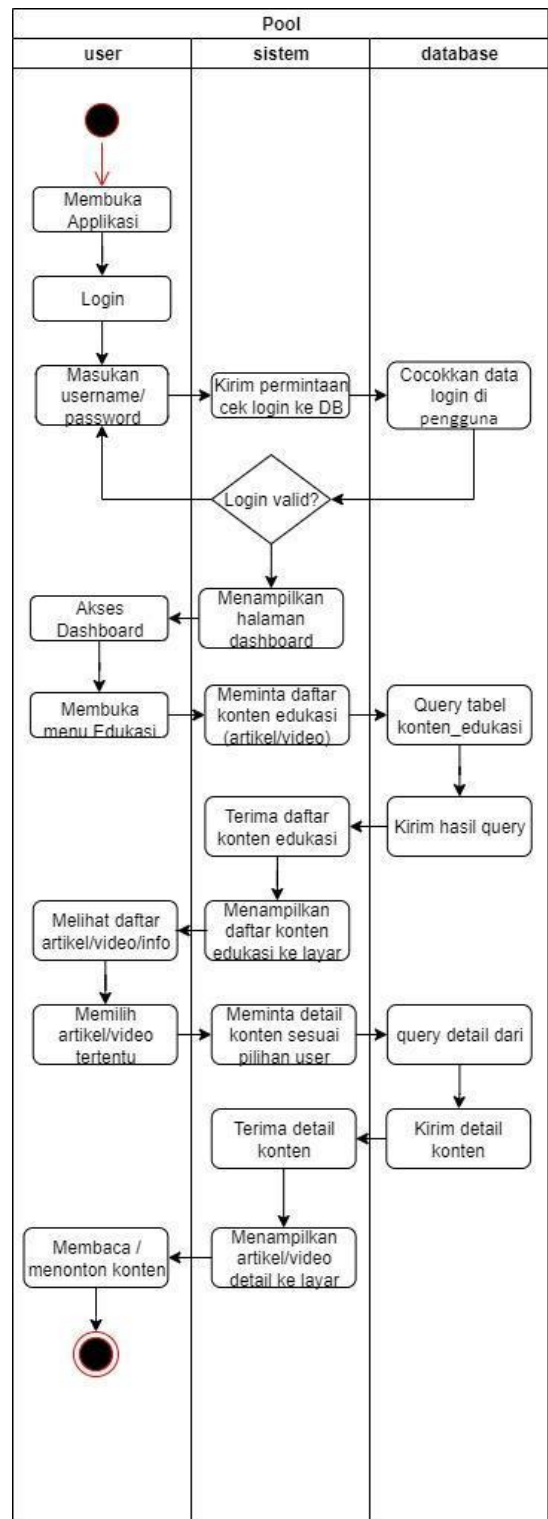 Pool
user
sistem
database
Membuka
Applikasi
Login
Masukan
username/
password
Kirim permintaan
cek login ke DB
Cocokkan data
login di
pengguna
Login valid?
Menampilkan
halaman
dashboard
Akses
Dashboard
Membuka
menu Edukasi
Meminta daftar
konten edukasi
(artikel/video)
Query tabel
konten_edukasi
Kirim hasil query
Terima daftar
konten edukasi
Menampilkan
daftar konten
edukasi ke layar
Melihat daftar
artikel/video/info
Memilih
artikel/video
tertentu
Meminta detail
konten sesuai
pilihan user
query detail dari
Kirim detail
konten
Terima detail
konten
Menampilkan
artikel/video
detail ke layar
Membaca /
menonton konten